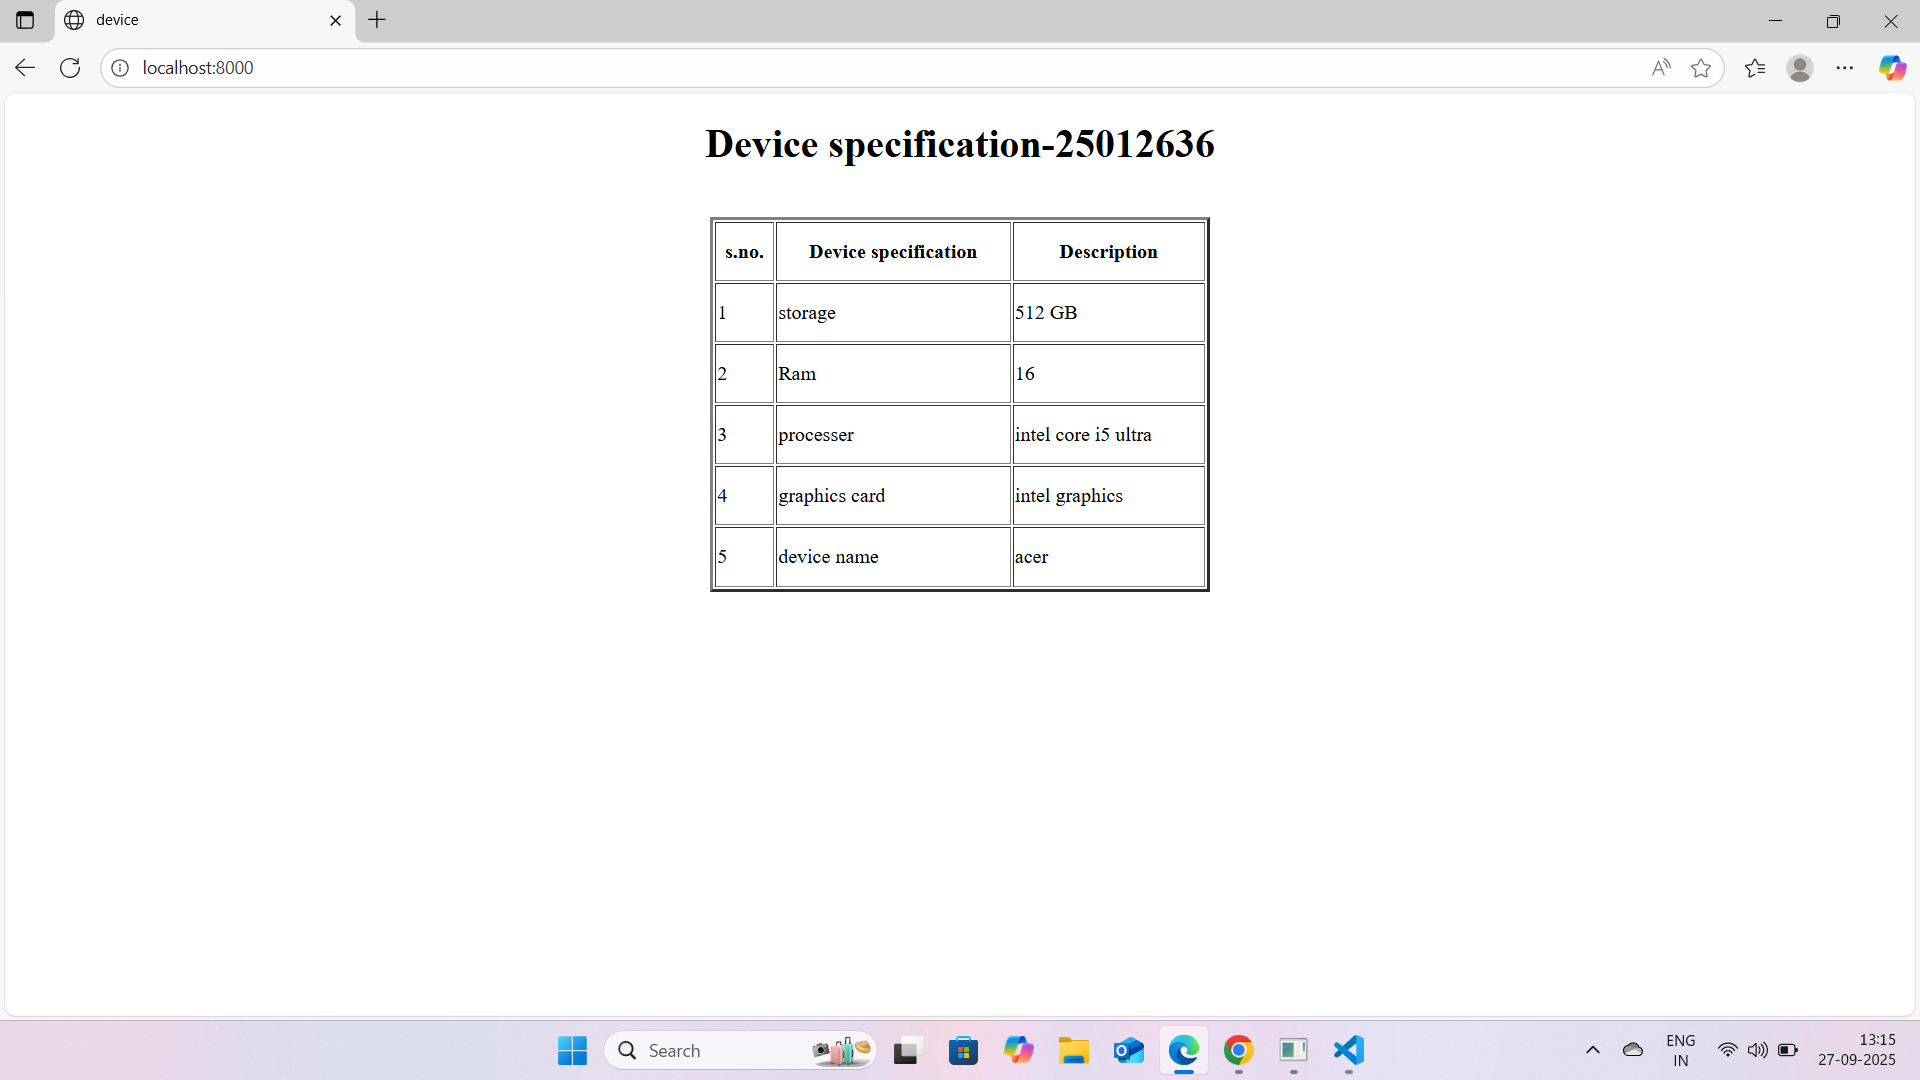 device
localhost:8000
Device specification-25012636
s.no. Device specification Description
1 storage 512 GB
2 Ram 16
3 processer intel core i5 ultra
4 graphics card intel graphics
5 device name acer
Search
ENG
IN
13:15
27-09-2025